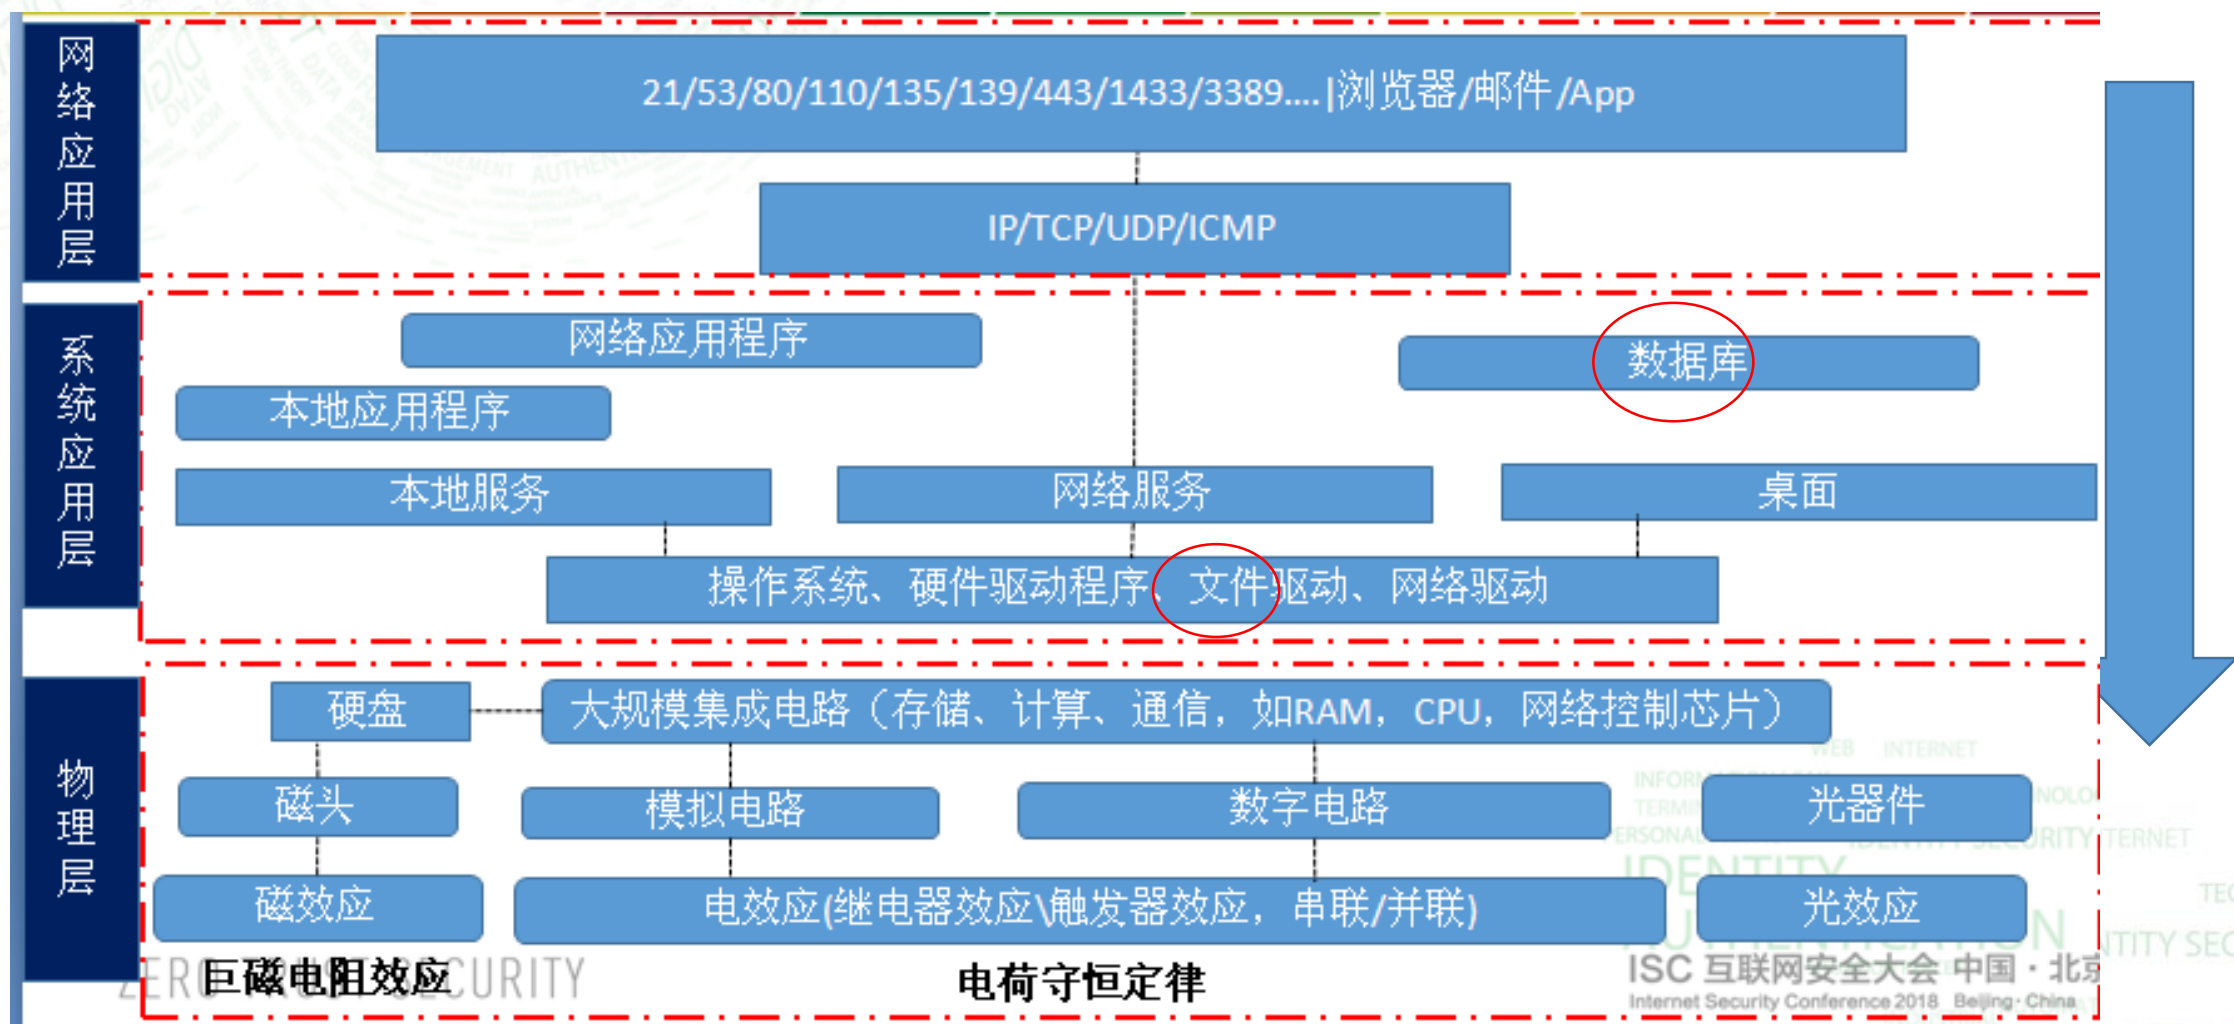 网络应用层
21/53/80/110/135/139/443/1433/3389....|浏览器/邮件/App
IP/TCP/UDP/ICMP
系统应用层
网络应用程序
数据库
本地应用程序
本地服务
网络服务
桌面
操作系统、硬件驱动程序、文件驱动、网络驱动
物理层
硬盘
大规模集成电路（存储、计算、通信，如RAM，CPU，网络控制芯片）
磁头
模拟电路
数字电路
光器件
磁效应
电效应(继电器效应\触发器效应，串联/并联)
光效应
巨磁电阻效应
电荷守恒定律
ZERO TRUST SECURITY
ISC 互联网安全大会 中国·北京
Internet Security Conference 2018 Beijing·China
WEB INTERNET
IDENTITY
AUTHENTICATION